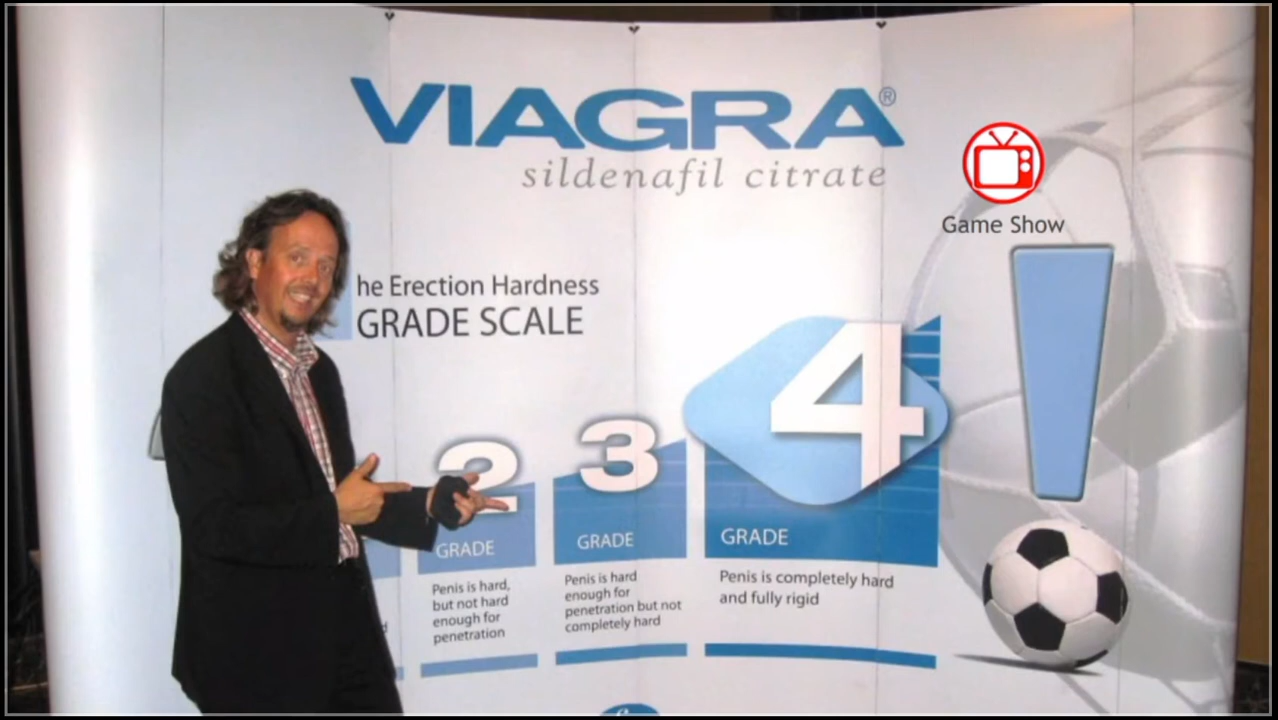 VIAGRA®
sildenafil citrate
Game Show
he Erection Hardness
GRADE SCALE
2
3
4
!
GRADE
GRADE
GRADE
Penis is hard,
but not hard
enough for
penetration
Penis is hard
enough for
penetration but not
completely hard
Penis is completely hard
and fully rigid
d